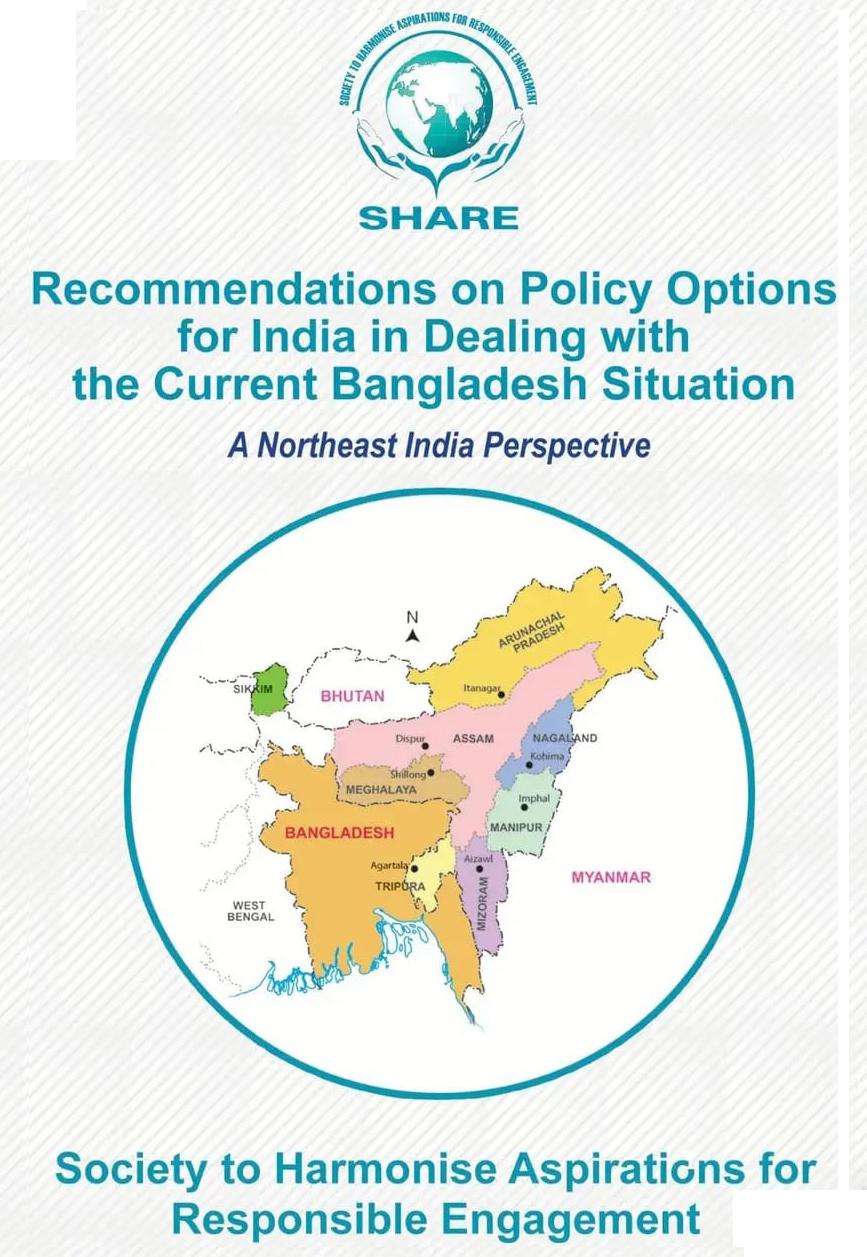 SOCIETY TO HARMONISE ASPIRATIONS FOR RESPONSIBLE ENGAGEMENT
SHARE
Recommendations on Policy Options
for India in Dealing with
the Current Bangladesh Situation
A Northeast India Perspective
N
ARUNACHAL
PRADESH
SIKKIM
BHUTAN
Itanagar
Dispur
ASSAM
NAGALAND
Kohima
Shillong
MEGHALAYA
Imphal
BANGLADESH
MANIPUR
Agartala
Aizawl
TRIPURA
MIZORAM
MYANMAR
WEST
BENGAL
Society to Harmonise Aspirations for
Responsible Engagement